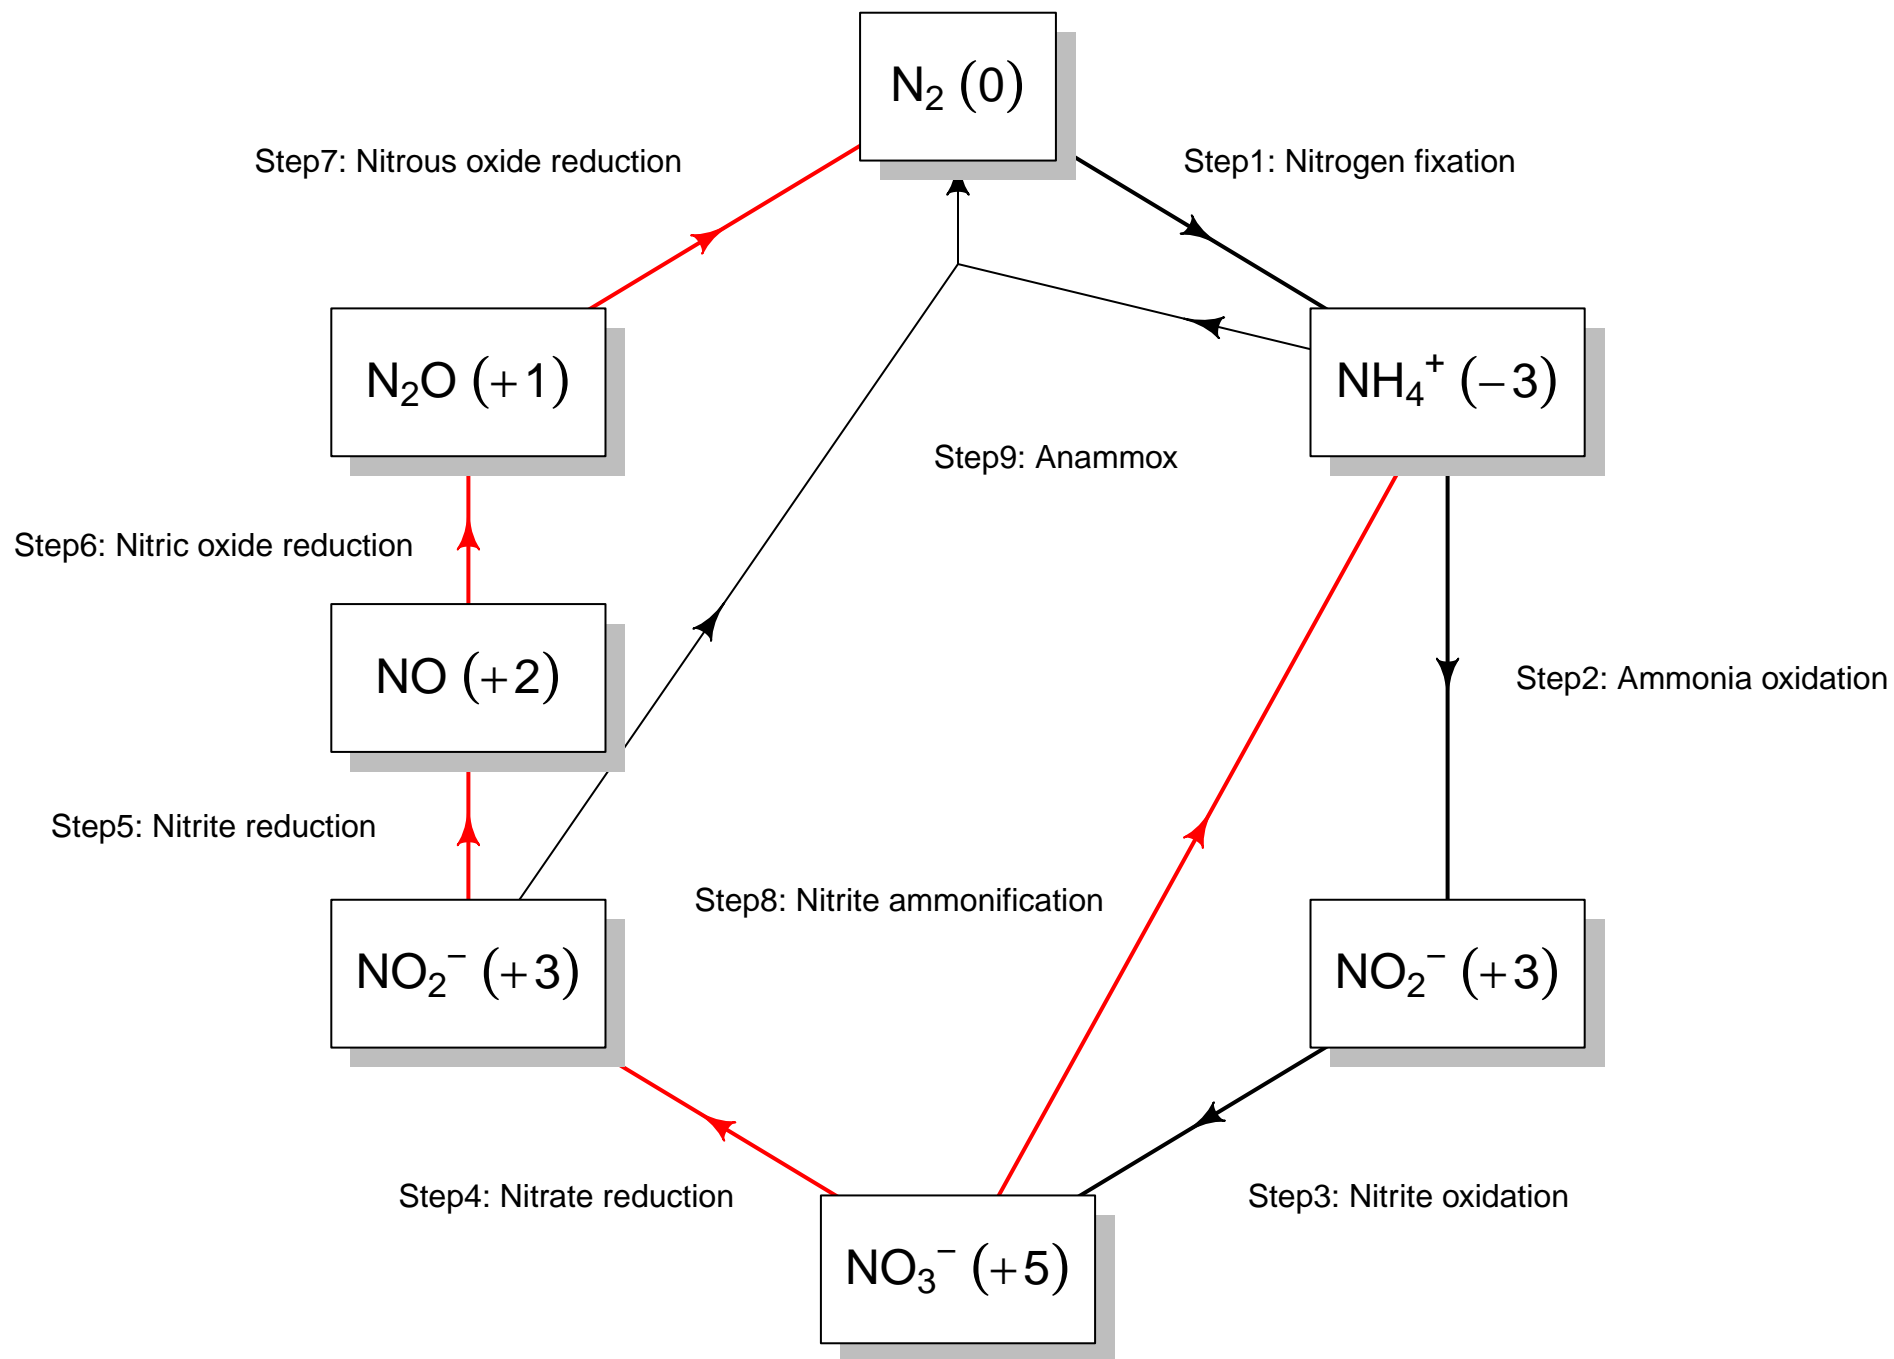 N₂ (0)
Step7: Nitrous oxide reduction
Step1: Nitrogen fixation
N₂O (+1)
NH₄⁺ (−3)
Step9: Anammox
Step6: Nitric oxide reduction
NO (+2)
Step2: Ammonia oxidation
Step5: Nitrite reduction
Step8: Nitrite ammonification
NO₂⁻ (+3)
NO₂⁻ (+3)
Step4: Nitrate reduction
Step3: Nitrite oxidation
NO₃⁻ (+5)